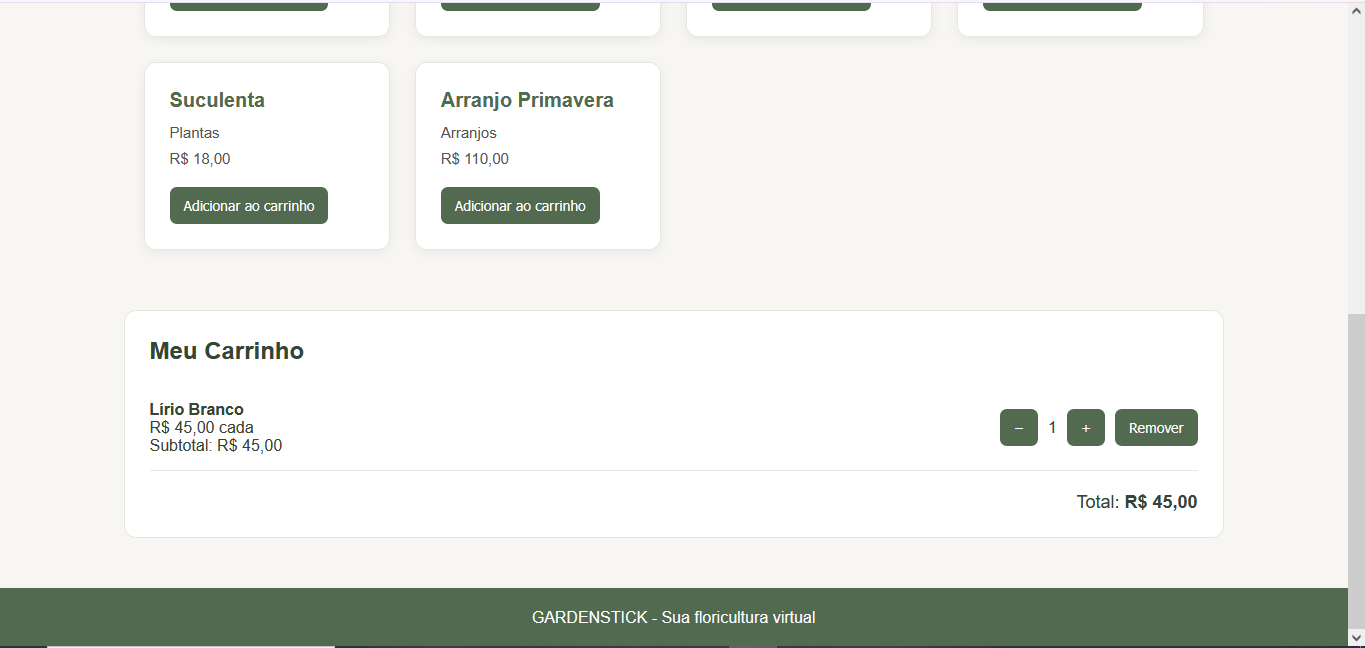 Suculenta
Plantas
R$ 18,00
Adicionar ao carrinho
Arranjo Primavera
Arranjos
R$ 110,00
Adicionar ao carrinho
Meu Carrinho
Lírio Branco
R$ 45,00 cada
Subtotal: R$ 45,00
− 1 + Remover
Total: R$ 45,00
GARDENSTICK - Sua floricultura virtual